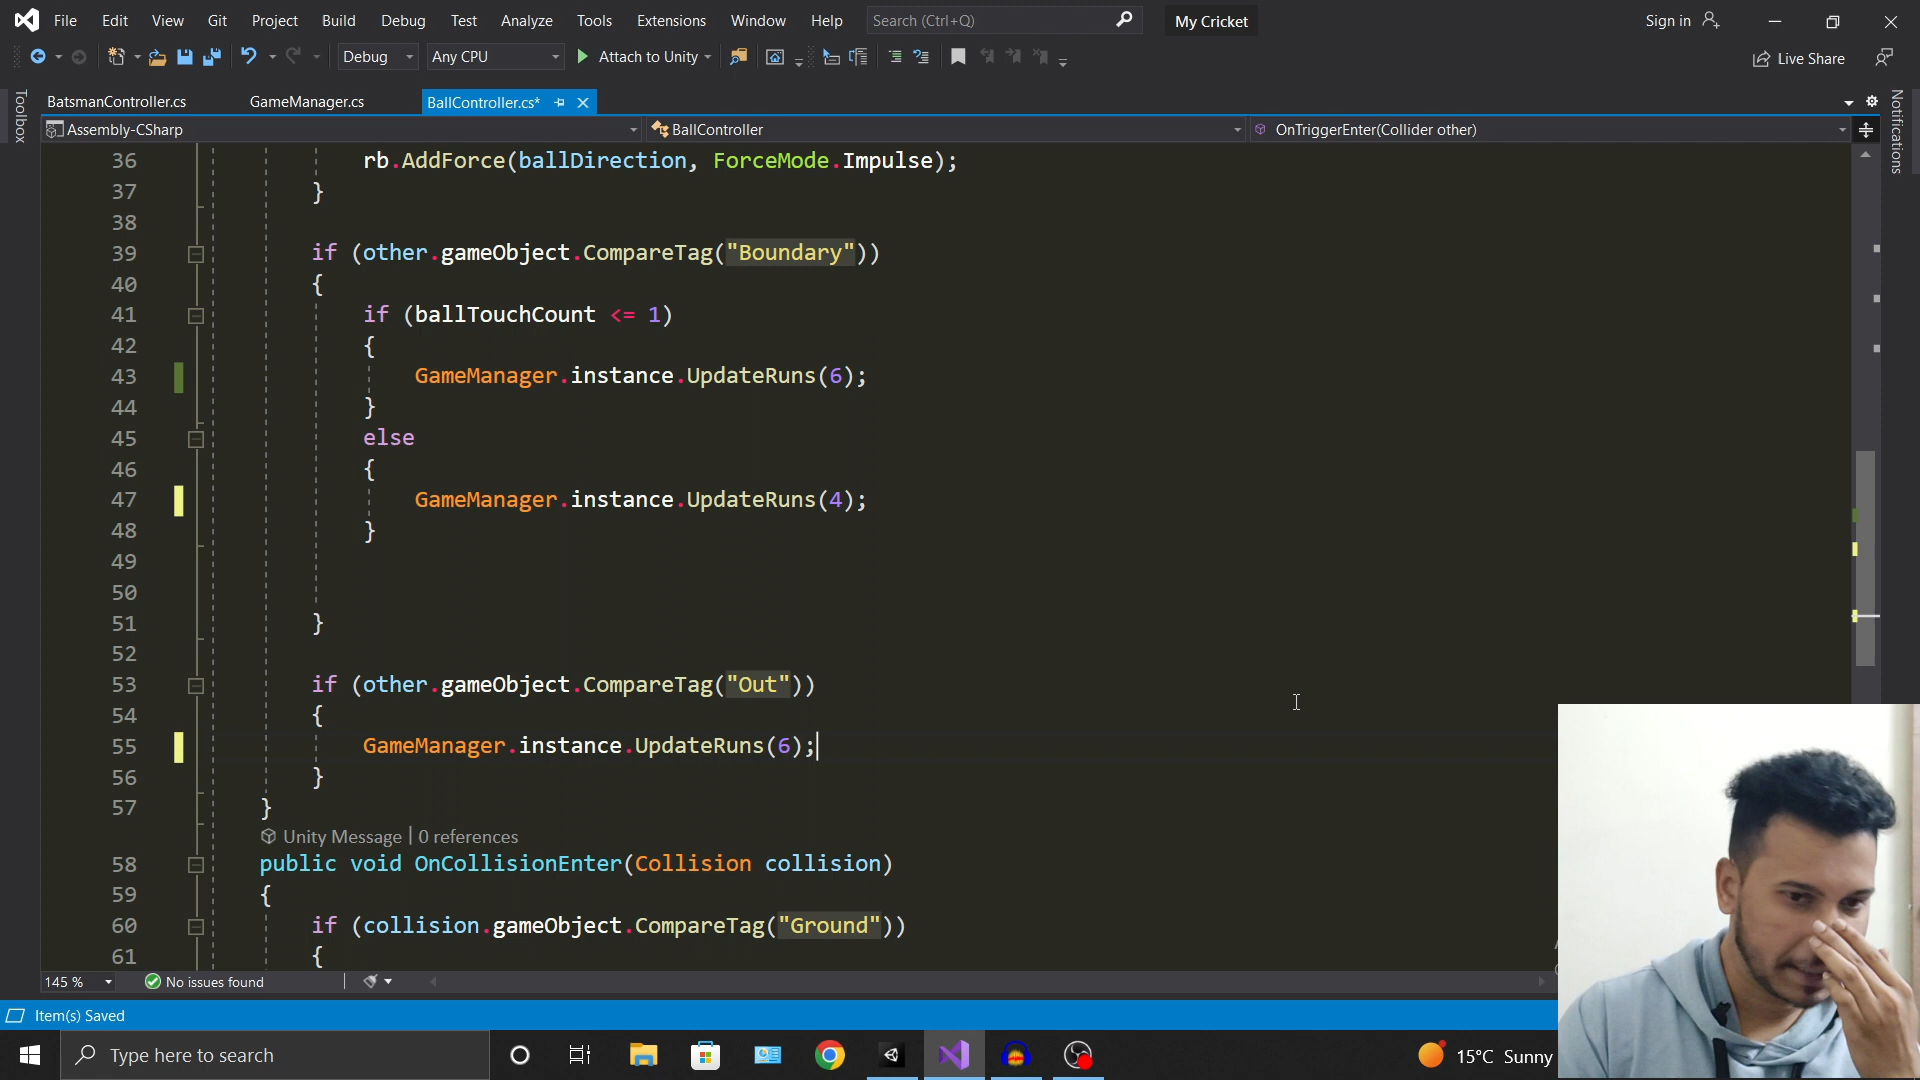 File Edit View Git Project Build Debug Test Analyze Tools Extensions Window Help Search (Ctrl+Q) My Cricket Sign in
Debug Any CPU Attach to Unity Live Share
Toolbox
BatsmanController.cs GameManager.cs BallController.cs*
Notifications
Assembly-CSharp BallController OnTriggerEnter(Collider other)
36 rb.AddForce(ballDirection, ForceMode.Impulse);
37 }
38
39 if (other.gameObject.CompareTag("Boundary"))
40 {
41 if (ballTouchCount <= 1)
42 {
43 GameManager.instance.UpdateRuns(6);
44 }
45 else
46 {
47 GameManager.instance.UpdateRuns(4);
48 }
49
50
51 }
52
53 if (other.gameObject.CompareTag("Out"))
54 {
55 GameManager.instance.UpdateRuns(6);
56 }
57 }
Unity Message | 0 references
58 public void OnCollisionEnter(Collision collision)
59 {
60 if (collision.gameObject.CompareTag("Ground"))
61 {
145 % No issues found
Item(s) Saved
Type here to search 15°C Sunny